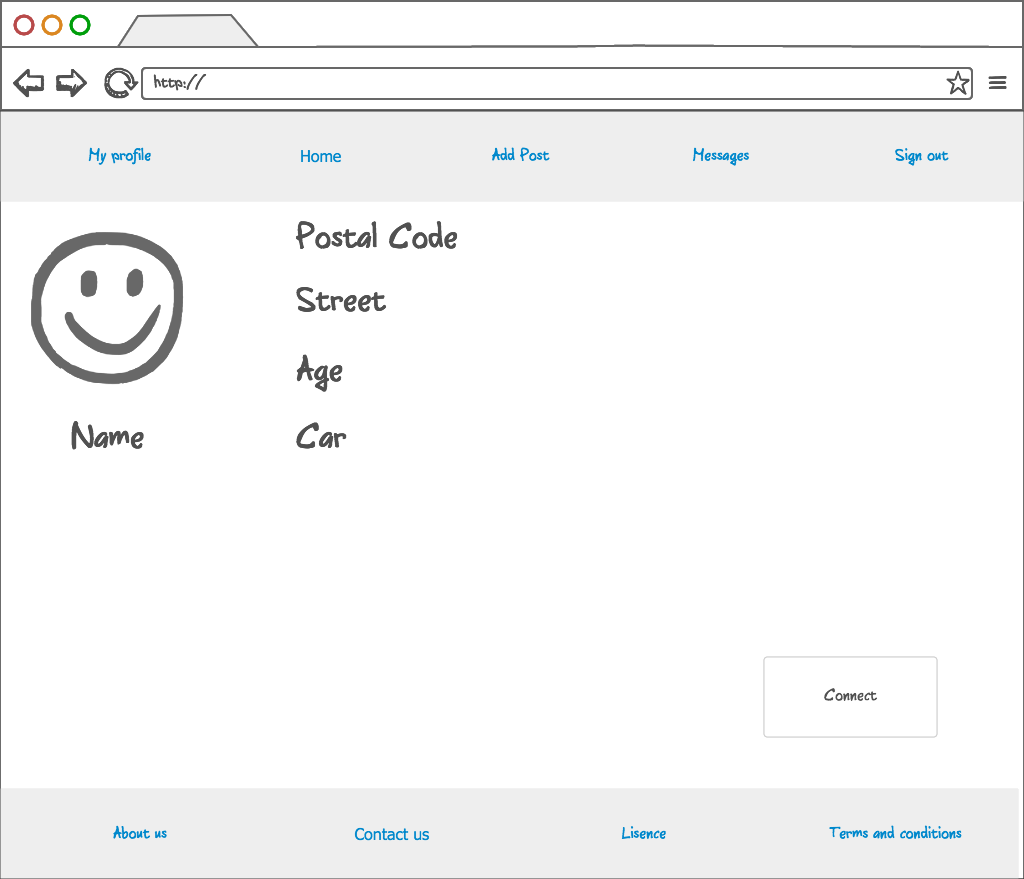 http://
My profile Home Add Post Messages Sign out
Postal Code
Street
Age
Name Car
Connect
About us Contact us Lisence Terms and conditions